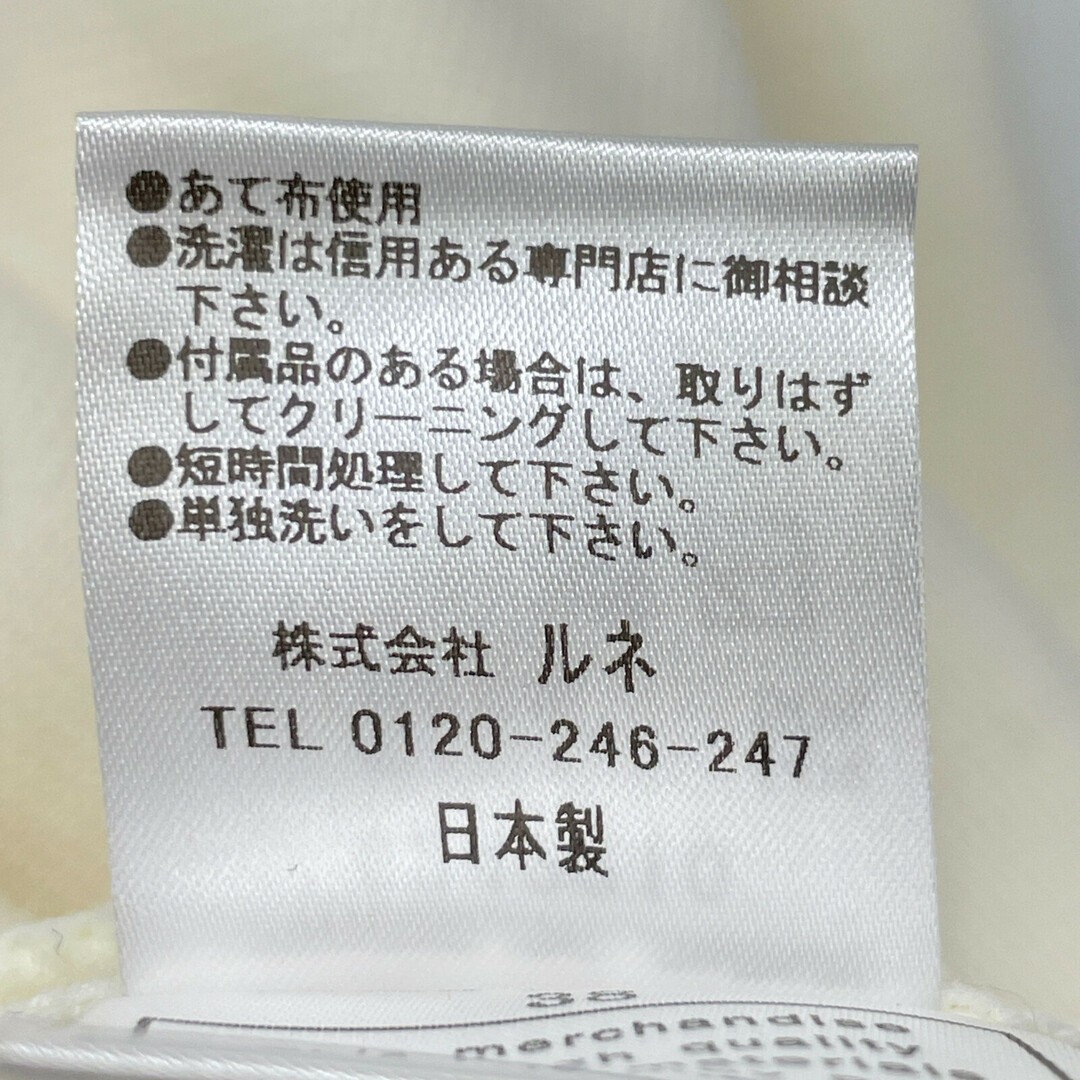 ●あて布使用
●洗濯は信用ある専門店に御相談
下さい。
●付属品のある場合は、取りはず
してクリーニングして下さい。
●短時間処理して下さい。
●単独洗いをして下さい。
株式会社 ルネ
TEL 0120-246-247
日本製
38
merchandise
quality